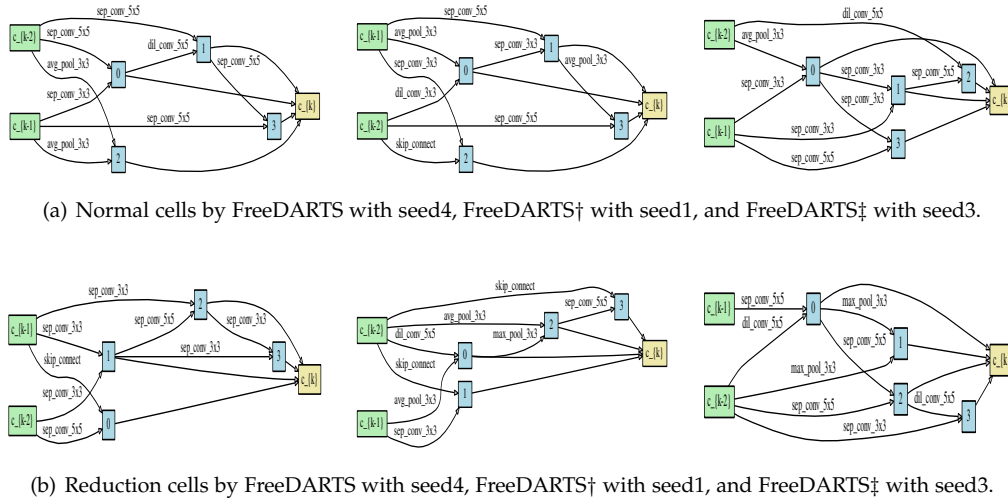 sep_conv_5x5
c_{k-2}
sep_conv_5x5
dil_conv_5x5
1
avg_pool_3x3
0
sep_conv_5x5
sep_conv_3x3
c_{k}
c_{k-1}
sep_conv_5x5
3
avg_pool_3x3
2
sep_conv_5x5
c_{k-1}
avg_pool_3x3
sep_conv_3x3
1
sep_conv_3x3
0
avg_pool_3x3
dil_conv_3x3
c_{k}
c_{k-2}
sep_conv_5x5
3
skip_connect
2
dil_conv_5x5
c_{k-2}
avg_pool_3x3
0
sep_conv_5x5
2
sep_conv_3x3
sep_conv_3x3
1
c_{k}
sep_conv_3x3
c_{k-1}
sep_conv_3x3
3
sep_conv_5x5
(a) Normal cells by FreeDARTS with seed4, FreeDARTS† with seed1, and FreeDARTS‡ with seed3.
sep_conv_3x3
2
c_{k-1}
sep_conv_3x3
sep_conv_5x5
sep_conv_3x3
skip_connect
1
sep_conv_3x3
3
c_{k}
sep_conv_3x3
c_{k-2}
sep_conv_5x5
0
skip_connect
3
c_{k-2}
avg_pool_3x3
sep_conv_5x5
2
dil_conv_5x5
max_pool_3x3
0
c_{k}
skip_connect
1
avg_pool_3x3
c_{k-1}
sep_conv_3x3
c_{k-1}
sep_conv_5x5
0
max_pool_3x3
dil_conv_5x5
sep_conv_5x5
1
c_{k}
max_pool_3x3
c_{k-2}
sep_conv_5x5
2
dil_conv_5x5
3
sep_conv_3x3
(b) Reduction cells by FreeDARTS with seed4, FreeDARTS† with seed1, and FreeDARTS‡ with seed3.